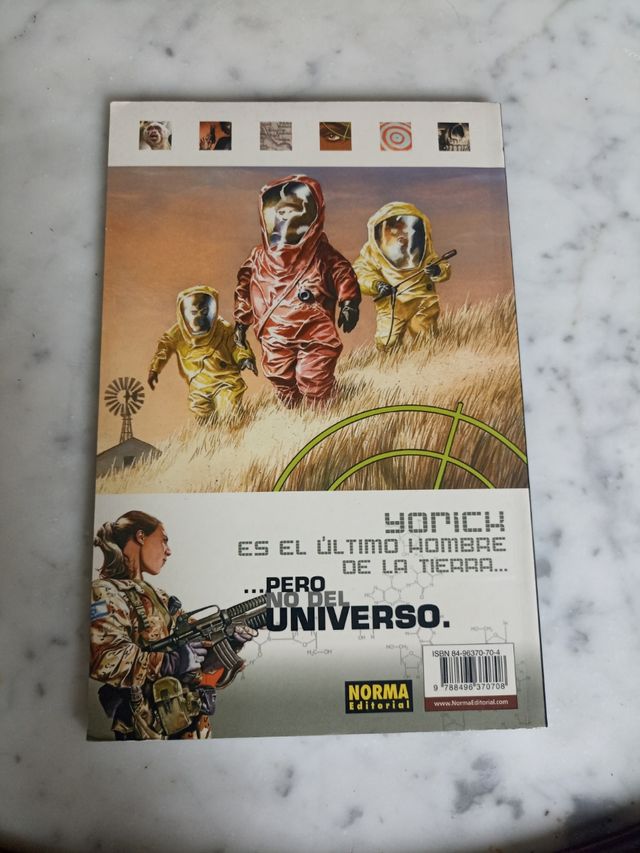 YORICK
ES EL ÚLTIMO HOMBRE
DE LA TIERRA...
...PERO
NO DEL
UNIVERSO.
NORMA
Editorial
ISBN 84-96370-70-4
9 788496 370708
www.NormaEditorial.com